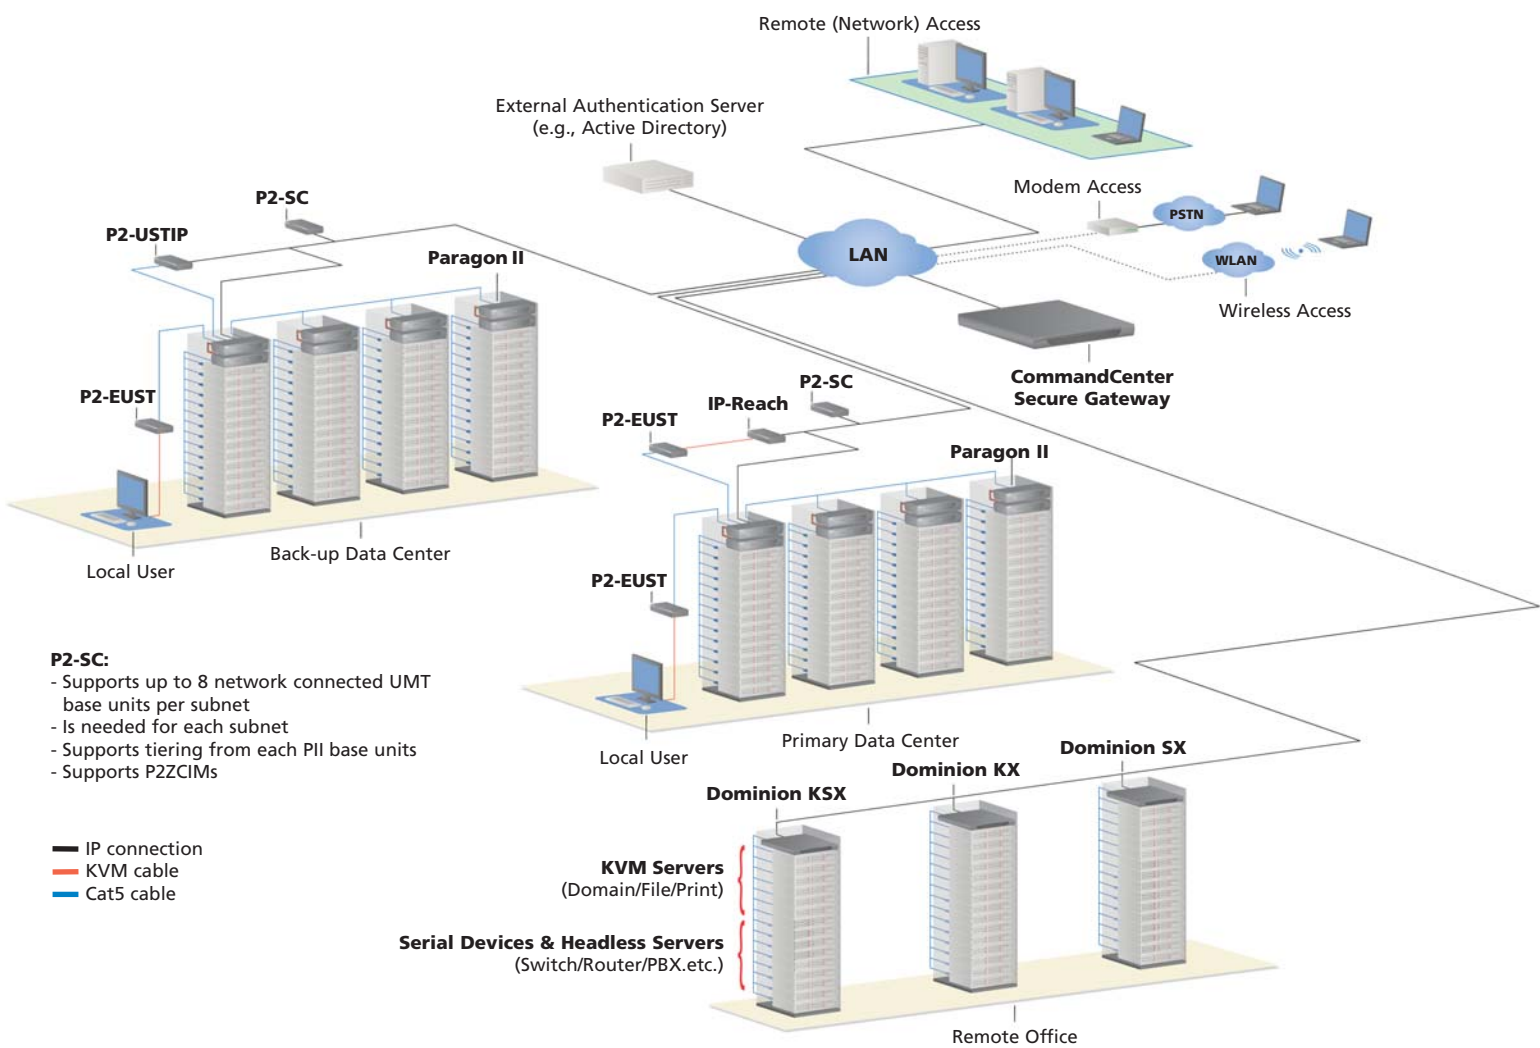 Remote (Network) Access
External Authentication Server
(e.g., Active Directory)
Modem Access
PSTN
P2-SC
P2-USTIP
LAN
WLAN
Paragon II
Wireless Access
CommandCenter
Secure Gateway
P2-EUST
P2-SC
IP-Reach
P2-EUST
Paragon II
Back-up Data Center
Local User
P2-EUST
P2-SC:
- Supports up to 8 network connected UMT
base units per subnet
- Is needed for each subnet
- Supports tiering from each PII base units
- Supports P2ZCIMs
Primary Data Center
Local User
Dominion SX
Dominion KX
Dominion KSX
IP connection
KVM cable
Cat5 cable
KVM Servers
(Domain/File/Print)
Serial Devices & Headless Servers
(Switch/Router/PBX.etc.)
Remote Office